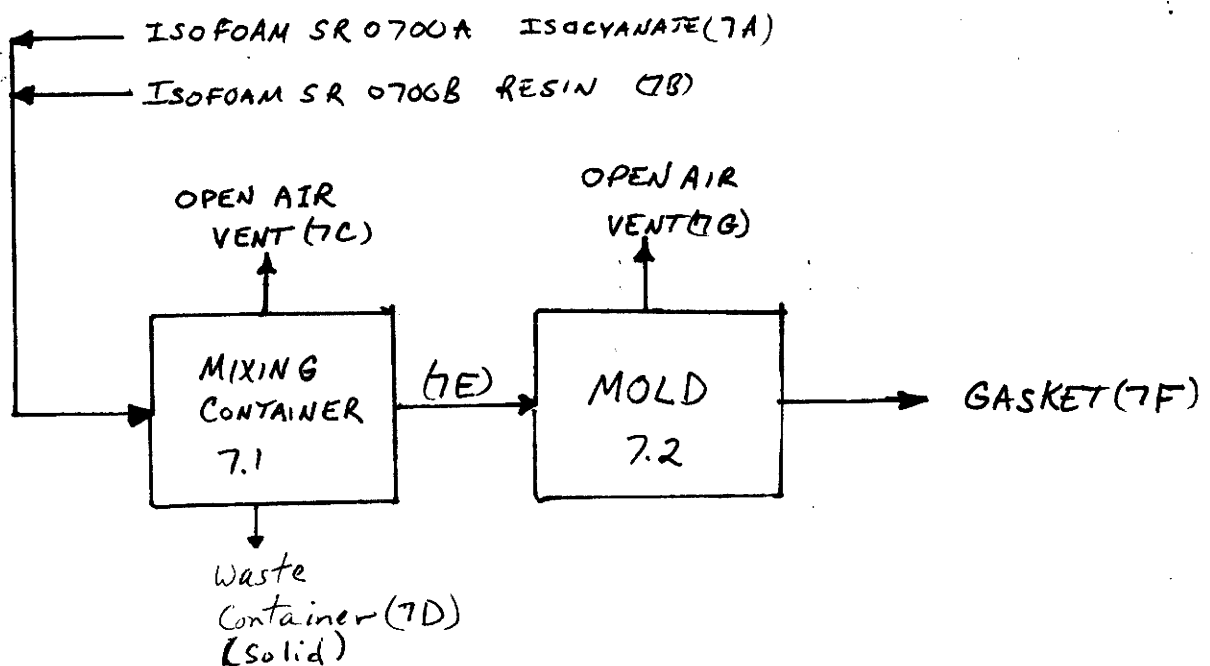 ISOFOAM SR 0700A ISOCYANATE (7A)
ISOFOAM SR 0700B RESIN (7B)
OPEN AIR
VENT (7C)
OPEN AIR
VENT (7G)
MIXING
CONTAINER
7.1
(7E)
MOLD
7.2
GASKET (7F)
Waste
Container (7D)
(Solid)